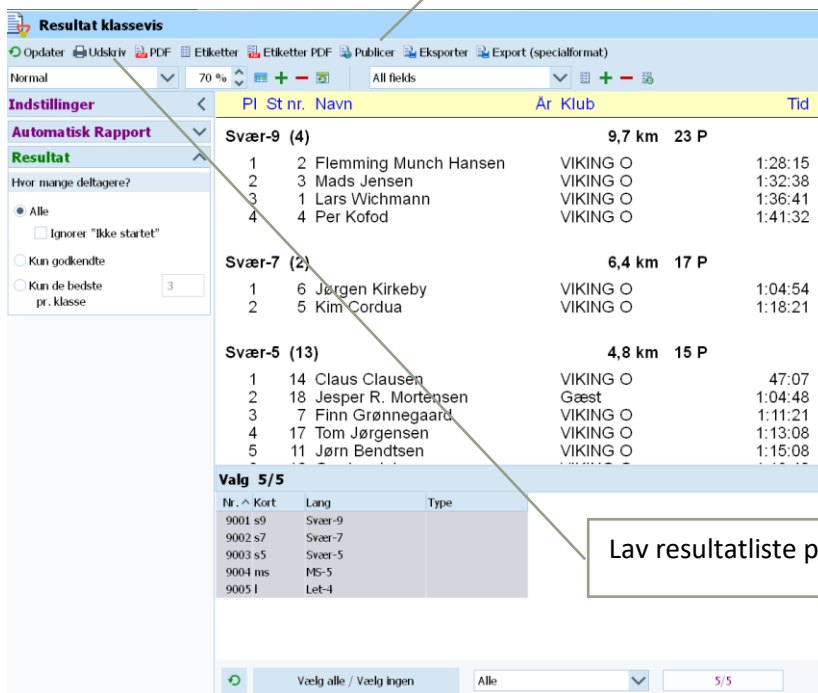 Resultat klassevis
Opdater Udskriv PDF Etiketter Etiketter PDF Publicer Eksporter Export (specialformat)
Normal 70 % All fields
Indstillinger
Automatisk Rapport
Resultat
Hvor mange deltagere?
Alle
Ignorer "Ikke startet"
Kun godkendte
Kun de bedste 3
pr. klasse
Pl St nr. Navn År Klub Tid
Svær-9 (4) 9,7 km 23 P
1 2 Flemming Munch Hansen VIKING O 1:28:15
2 3 Mads Jensen VIKING O 1:32:38
3 1 Lars Wichmann VIKING O 1:36:41
4 4 Per Kofod VIKING O 1:41:32
Svær-7 (2) 6,4 km 17 P
1 6 Jørgen Kirkeby VIKING O 1:04:54
2 5 Kim Cordua VIKING O 1:18:21
Svær-5 (13) 4,8 km 15 P
1 14 Claus Clausen VIKING O 47:07
2 18 Jesper R. Mortensen Gæst 1:04:48
3 7 Finn Grønnegaard VIKING O 1:11:21
4 17 Tom Jørgensen VIKING O 1:13:08
5 11 Jørn Bendtsen VIKING O 1:15:08
Valg 5/5
Nr. Kort Lang Type
9001 s9 Svær-9
9002 s7 Svær-7
9003 s5 Svær-5
9004 ms MS-5
9005 l Let-4
Lav resultatliste p
Vælg alle / Vælg ingen Alle 5/5